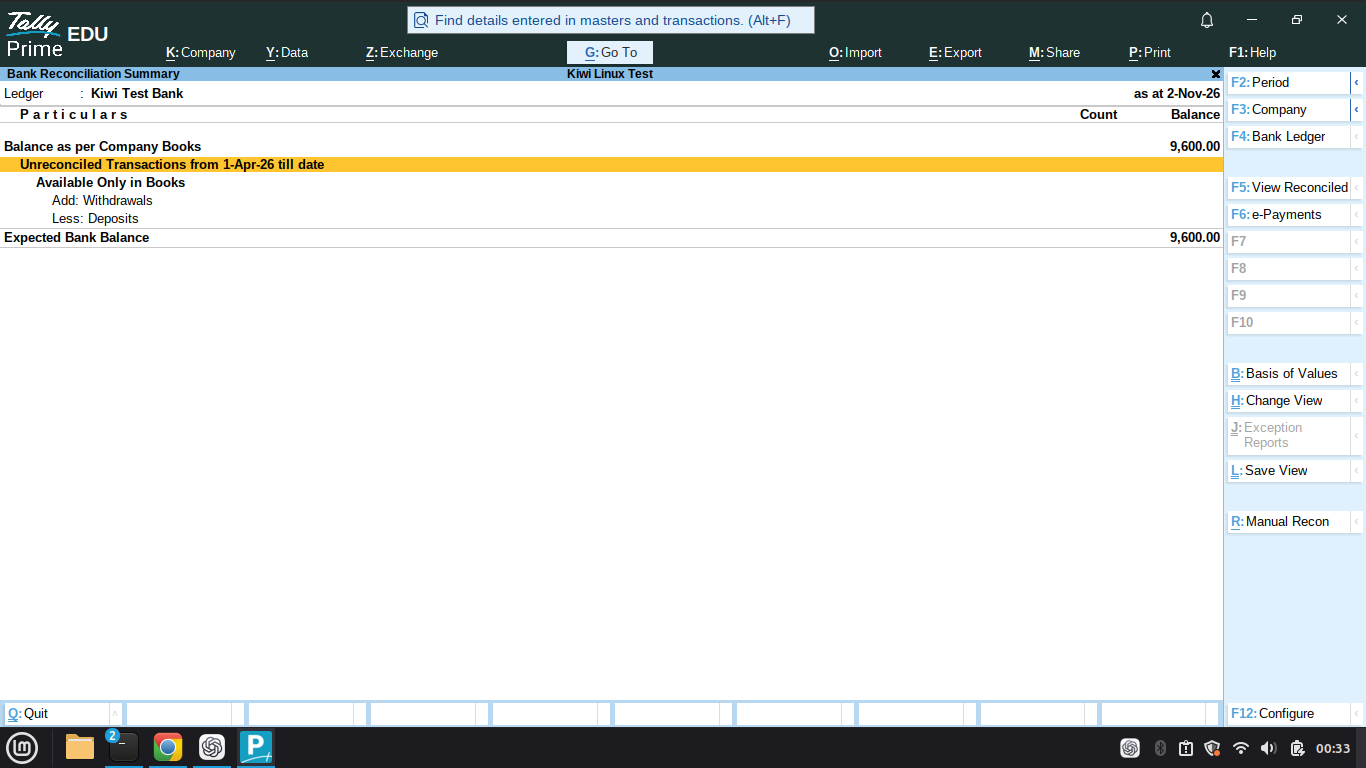 Tally Prime EDU
Find details entered in masters and transactions. (Alt+F)
K: Company Y: Data Z: Exchange G: Go To O: Import E: Export M: Share P: Print F1: Help
Bank Reconciliation Summary Kiwi Linux Test
Ledger : Kiwi Test Bank as at 2-Nov-26
Particulars Count Balance
Balance as per Company Books 9,600.00
Unreconciled Transactions from 1-Apr-26 till date
Available Only in Books
Add: Withdrawals
Less: Deposits
Expected Bank Balance 9,600.00
F2: Period
F3: Company
F4: Bank Ledger
F5: View Reconciled
F6: e-Payments
F7
F8
F9
F10
B: Basis of Values
H: Change View
J: Exception
Reports
L: Save View
R: Manual Recon
Q: Quit F12: Configure
2 P 00:33